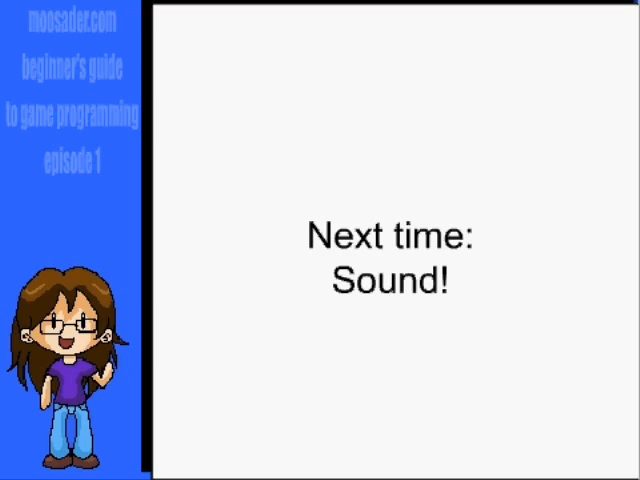 moosader.com
beginner's guide
to game programming
episode 1
Next time:
Sound!